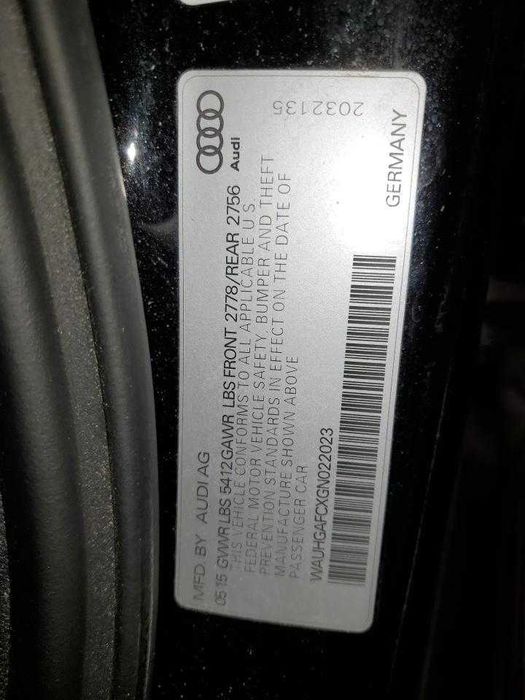 MFD. BY AUDI AG
05 15 GVWR LBS 5412 GAWR LBS FRONT 2778/REAR 2756
THIS VEHICLE CONFORMS TO ALL APPLICABLE U.S.
FEDERAL MOTOR VEHICLE SAFETY, BUMPER AND THEFT
PREVENTION STANDARDS IN EFFECT ON THE DATE OF
MANUFACTURE SHOWN ABOVE
PASSENGER CAR
WAUHGAFCXGN022023
Audi
2032135
GERMANY